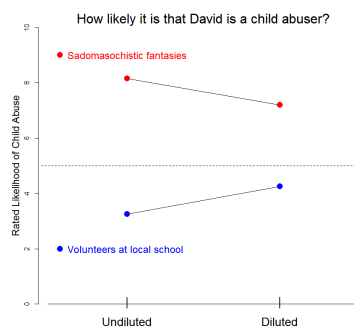 How likely it is that David is a child abuser?
10
Sadomasochistic fantasies
8
6
Rated Likelihood of Child Abuse
4
Volunteers at local school
2
0
Undiluted Diluted